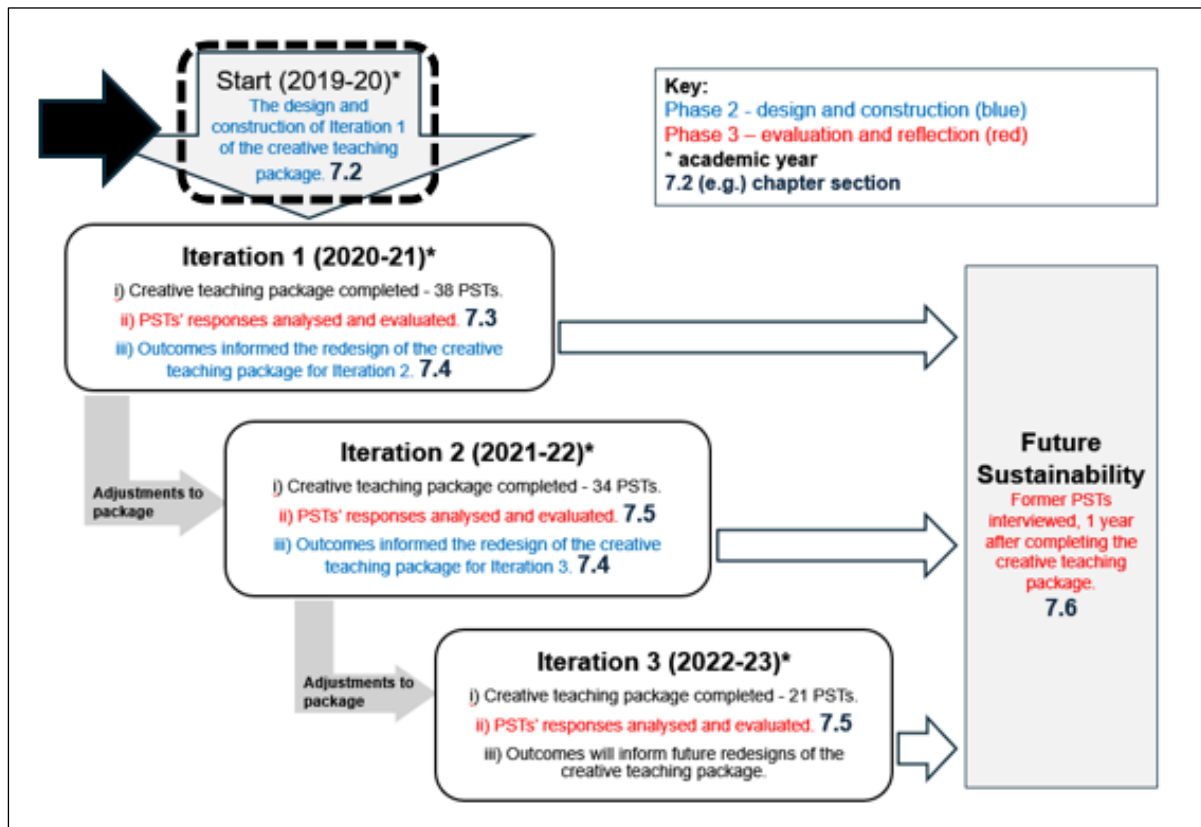 Start (2019-20)*
The design and
construction of Iteration 1
of the creative teaching
package. 7.2
Key:
Phase 2 - design and construction (blue)
Phase 3 – evaluation and reflection (red)
* academic year
7.2 (e.g.) chapter section
Iteration 1 (2020-21)*
i) Creative teaching package completed - 38 PSTs.
ii) PSTs' responses analysed and evaluated. 7.3
iii) Outcomes informed the redesign of the creative
teaching package for Iteration 2. 7.4
Adjustments to
package
Iteration 2 (2021-22)*
i) Creative teaching package completed - 34 PSTs.
ii) PSTs' responses analysed and evaluated. 7.5
iii) Outcomes informed the redesign of the creative
teaching package for Iteration 3. 7.4
Adjustments to
package
Iteration 3 (2022-23)*
i) Creative teaching package completed - 21 PSTs.
ii) PSTs' responses analysed and evaluated. 7.5
iii) Outcomes will inform future redesigns of the
creative teaching package.
Future
Sustainability
Former PSTs
interviewed, 1 year
after completing the
creative teaching
package.
7.6